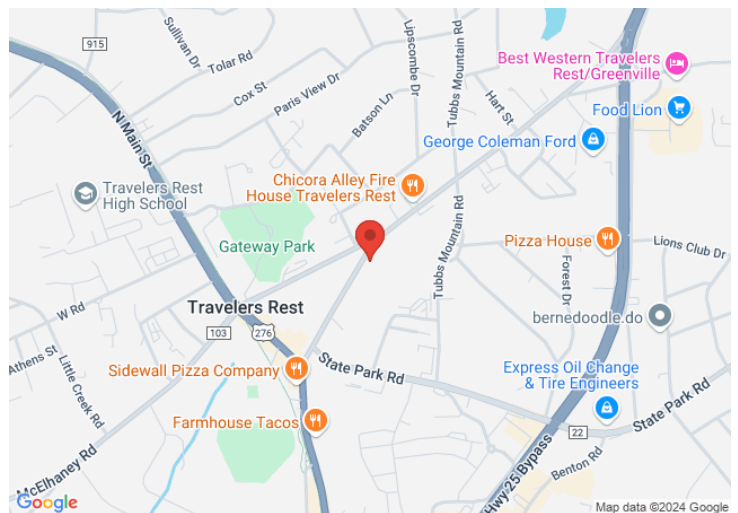 915
Sullivan Dr
Tolar Rd
Lipscombe Dr
Tubbs Mountain Rd
Best Western Travelers
Rest/Greenville
Cox St
Paris View Dr
Batson Ln
Hart St
Food Lion
N Main St
George Coleman Ford
Travelers Rest
High School
Chicora Alley Fire
House Travelers Rest
Gateway Park
Tubbs Mountain Rd
Pizza House
Lions Club Dr
Forest Dr
W Rd
Travelers Rest
bernedoodle.do
103
276
Athens St
Little Creek Rd
Sidewall Pizza Company
State Park Rd
Express Oil Change
& Tire Engineers
Farmhouse Tacos
22
State Park Rd
McElhaney Rd
Hwy 25 Bypass
Benton Rd
Google
Map data ©2024 Google